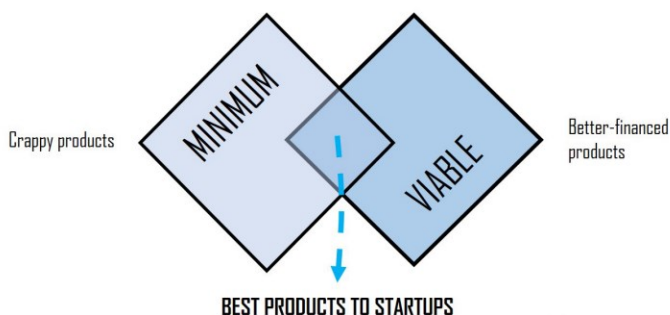 MINIMUM
Crappy products
VIABLE
Better-financed
products
BEST PRODUCTS TO STARTUPS